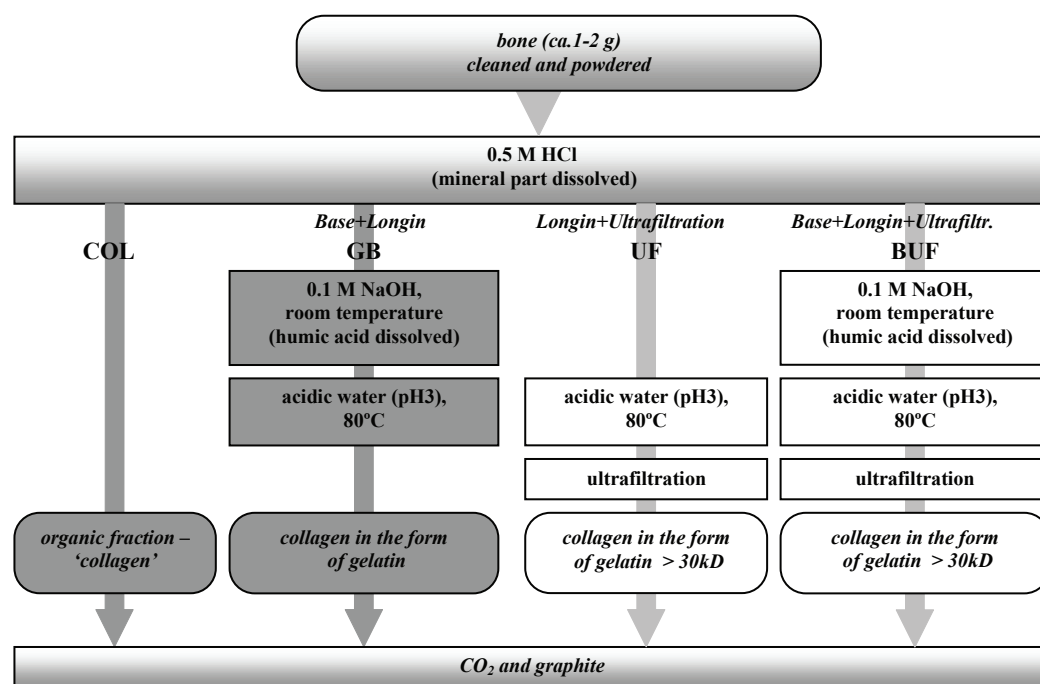 bone (ca.1-2 g)
cleaned and powdered
0.5 M HCl
(mineral part dissolved)
COL
organic fraction –
‘collagen’
Base+Longin
GB
0.1 M NaOH,
room temperature
(humic acid dissolved)
acidic water (pH3),
80ºC
collagen in the form
of gelatin
Longin+Ultrafiltration
UF
acidic water (pH3),
80ºC
ultrafiltration
collagen in the form
of gelatin > 30kD
Base+Longin+Ultrafiltr.
BUF
0.1 M NaOH,
room temperature
(humic acid dissolved)
acidic water (pH3),
80ºC
ultrafiltration
collagen in the form
of gelatin > 30kD
CO₂ and graphite